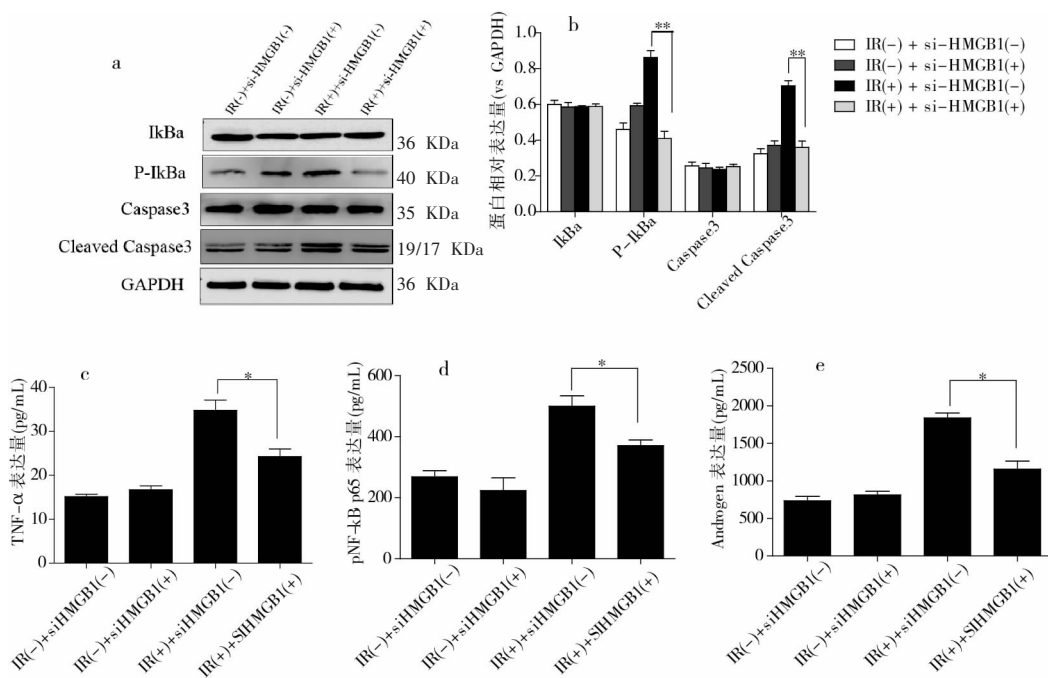 a
IR(-)+si-HMGB1(-)
IR(-)+si-HMGB1(+)
IR(+)+si-HMGB1(-)
IR(+)+si-HMGB1(+)
IkBa
36 KDa
P-IkBa
40 KDa
Caspase3
35 KDa
Cleaved Caspase3
19/17 KDa
GAPDH
36 KDa
b
蛋白相对表达量(vs GAPDH)
1.0
0.8
0.6
0.4
0.2
0.0
**
**
IkBa
P-IkBa
Caspase3
Cleaved Caspase3
IR(-) + si-HMGB1(-)
IR(-) + si-HMGB1(+)
IR(+) + si-HMGB1(-)
IR(+) + si-HMGB1(+)
c
TNF-α 表达量(pg/mL)
40
30
20
10
0
*
IR(-)+siHMGB1(-)
IR(-)+siHMGB1(+)
IR(+)+siHMGB1(-)
IR(+)+SIHMGB1(+)
d
pNF-kB p65 表达量(pg/mL)
600
400
200
0
*
IR(-)+siHMGB1(-)
IR(-)+siHMGB1(+)
IR(+)+siHMGB1(-)
IR(+)+SIHMGB1(+)
e
Androgen 表达量(pg/mL)
2500
2000
1500
1000
500
0
*
IR(-)+siHMGB1(-)
IR(-)+siHMGB1(+)
IR(+)+siHMGB1(-)
IR(+)+SIHMGB1(+)